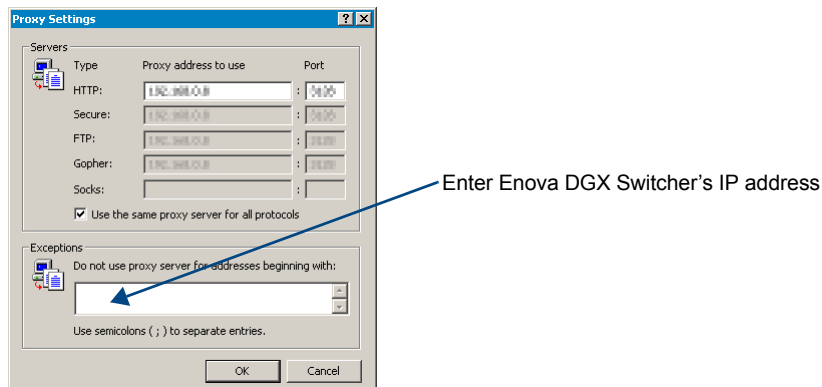 Proxy Settings
Servers
Type Proxy address to use Port
HTTP: :
Secure: :
FTP: :
Gopher: :
Socks: :
Use the same proxy server for all protocols
Enter Enova DGX Switcher's IP address
Exceptions
Do not use proxy server for addresses beginning with:
Use semicolons ( ; ) to separate entries.
OK Cancel